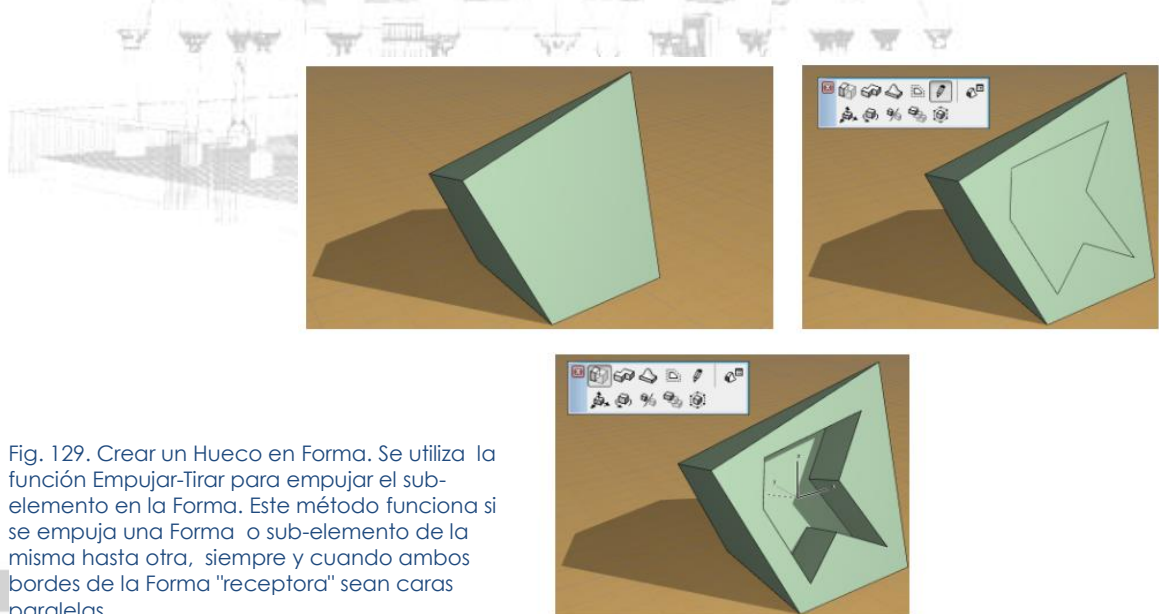 Fig. 129. Crear un Hueco en Forma. Se utiliza la
función Empujar-Tirar para empujar el sub-
elemento en la Forma. Este método funciona si
se empuja una Forma o sub-elemento de la
misma hasta otra, siempre y cuando ambos
bordes de la Forma "receptora" sean caras
paralelas